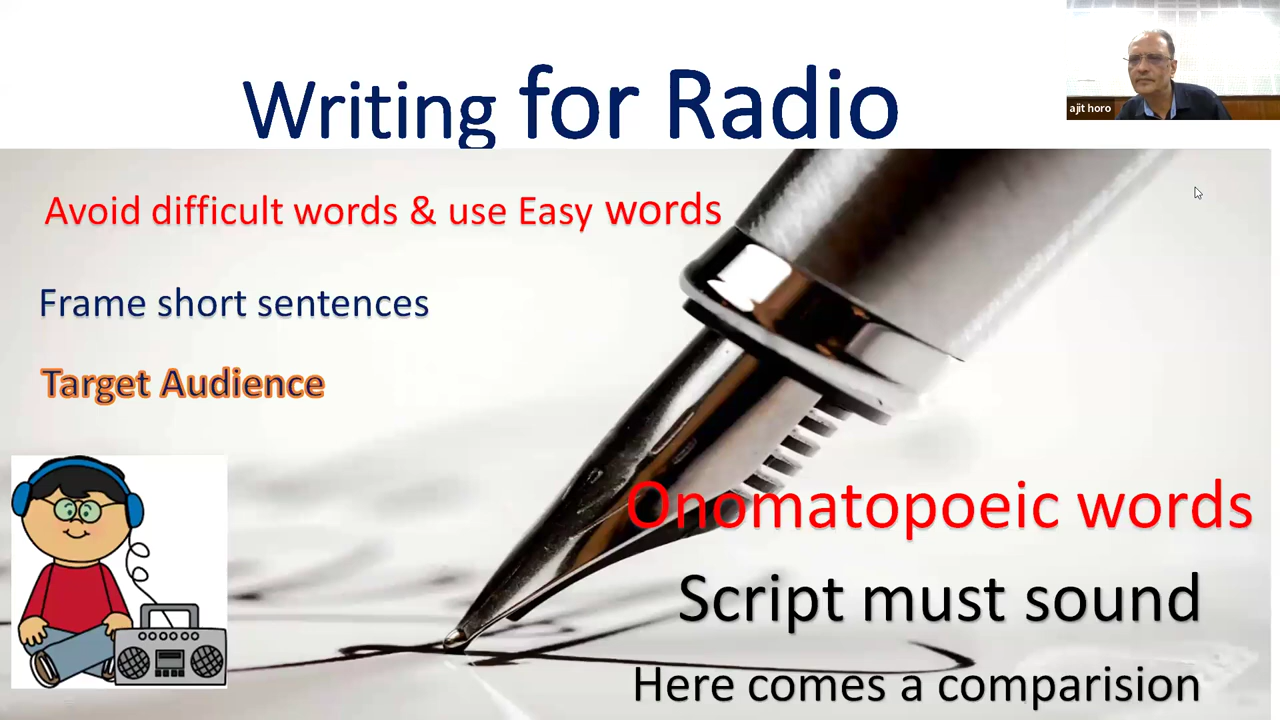 Writing for Radio
ajit horo
Avoid difficult words & use Easy words
Frame short sentences
Target Audience
Onomatopoeic words
Script must sound
Here comes a comparision